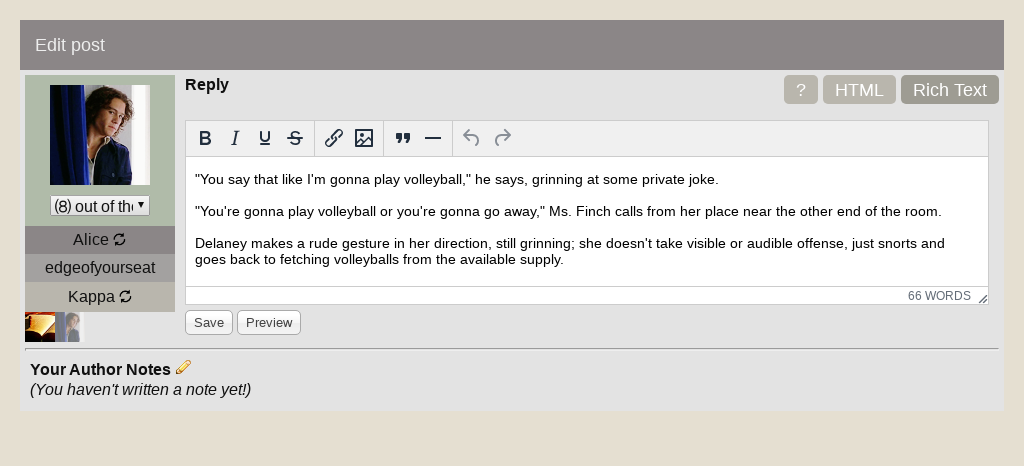 Edit post
Reply
? HTML Rich Text
(8) out of the
Alice
edgeofyourseat
Kappa
B I U S
"You say that like I'm gonna play volleyball," he says, grinning at some private joke.
"You're gonna play volleyball or you're gonna go away," Ms. Finch calls from her place near the other end of the room.
Delaney makes a rude gesture in her direction, still grinning; she doesn't take visible or audible offense, just snorts and
goes back to fetching volleyballs from the available supply.
66 WORDS
Save Preview
Your Author Notes
(You haven't written a note yet!)